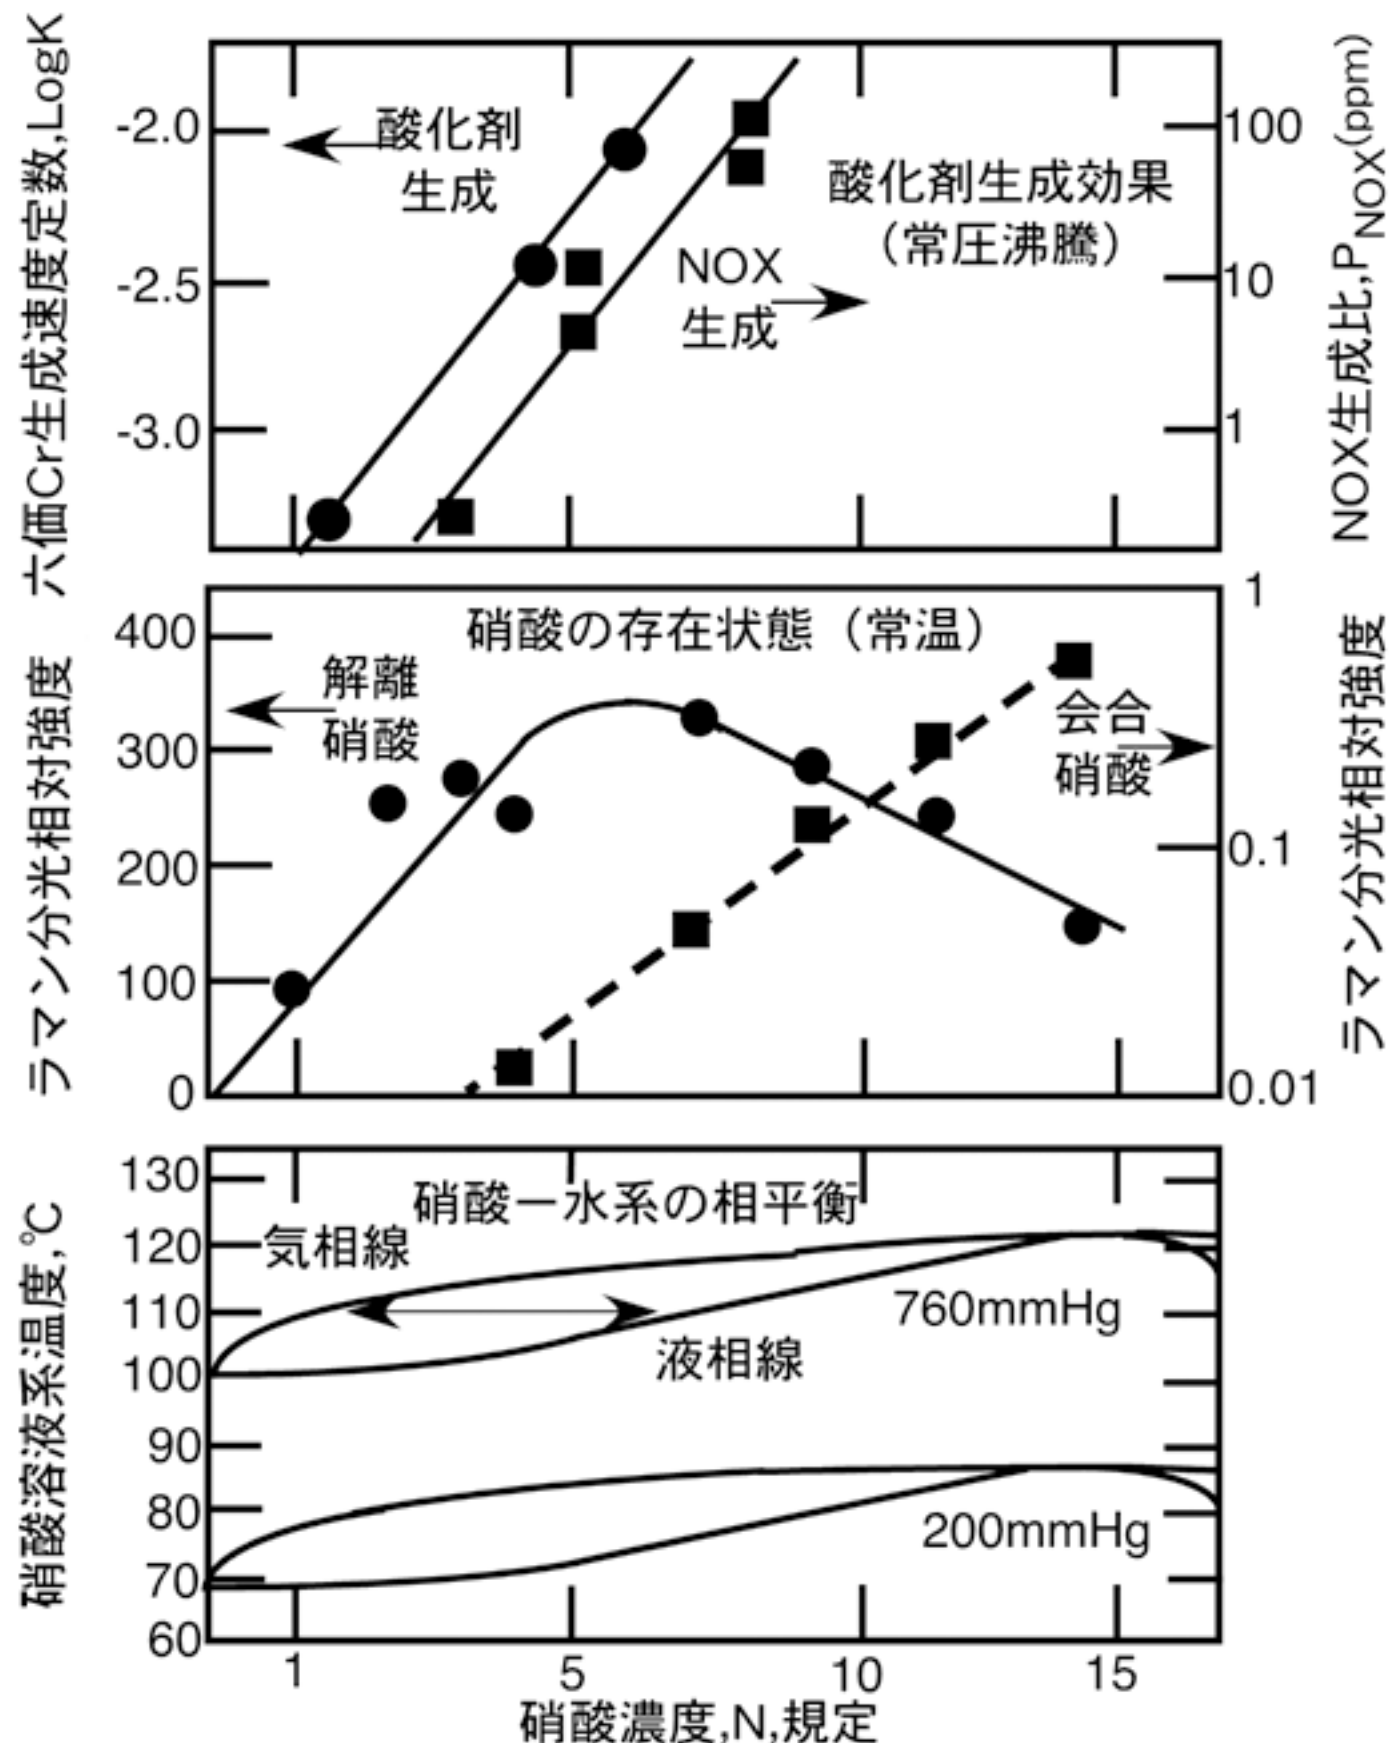 六価Cr生成速度定数,LogK
-2.0
-2.5
-3.0
酸化剤
生成
NOX
生成
酸化剤生成効果
（常圧沸騰）
100
10
1
NOX生成比,PNOX(ppm)
ラマン分光相対強度
400
300
200
100
0
硝酸の存在状態（常温）
解離
硝酸
会合
硝酸
1
0.1
0.01
ラマン分光相対強度
硝酸溶液系温度,℃
130
120
110
100
90
80
70
60
硝酸－水系の相平衡
気相線
液相線
760mmHg
200mmHg
1
5
10
15
硝酸濃度,N,規定